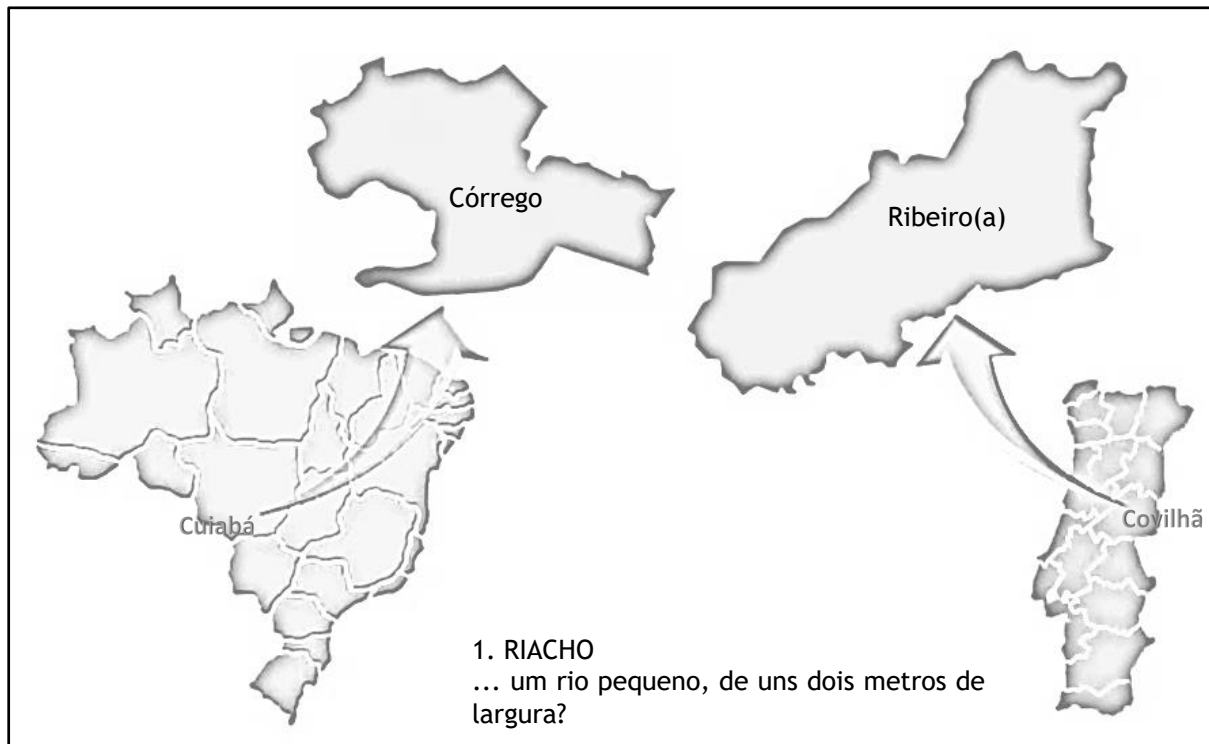 Córrego
Ribeiro(a)
Cuiabá
Covilhã
1. RIACHO
... um rio pequeno, de uns dois metros de
largura?